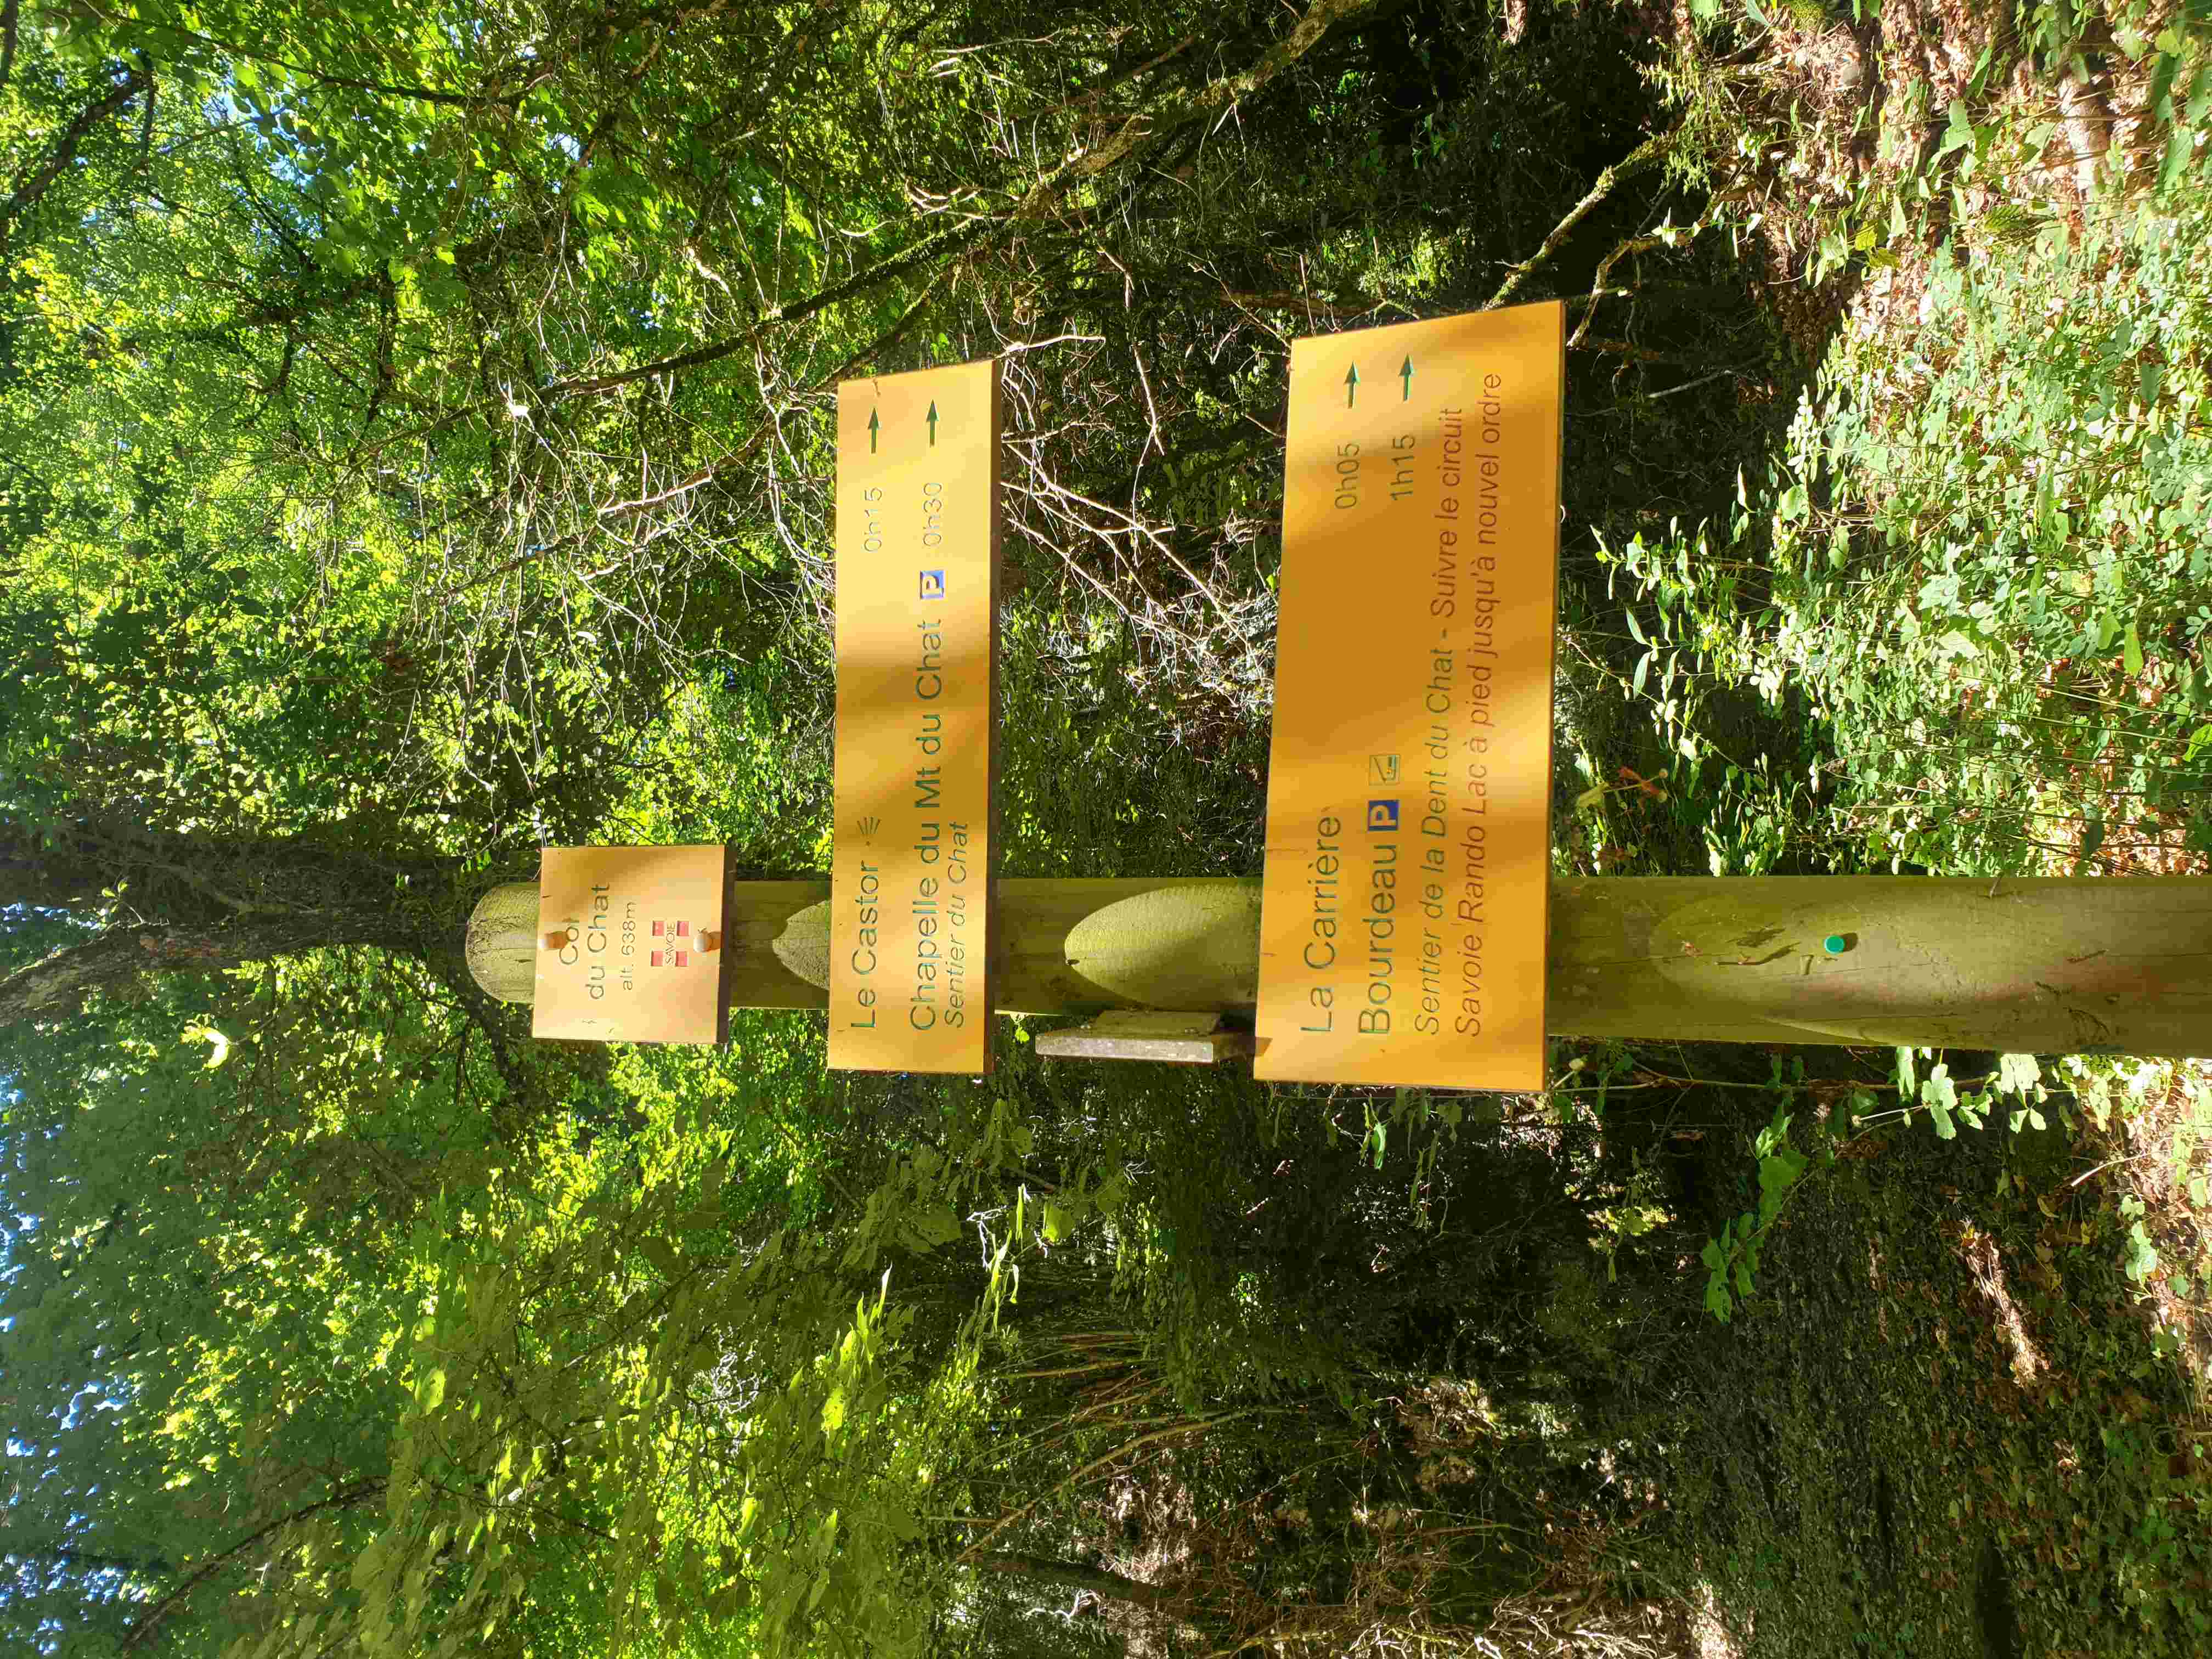 Col
du Chat
alt. 638m
SAVOIE
Le Castor 0h15
Chapelle du Mt du Chat P 0h30
Sentier du Chat
La Carrière 0h05
Bourdeau P 1h15
Sentier de la Dent du Chat - Suivre le circuit
Savoie Rando Lac à pied jusqu'à nouvel ordre